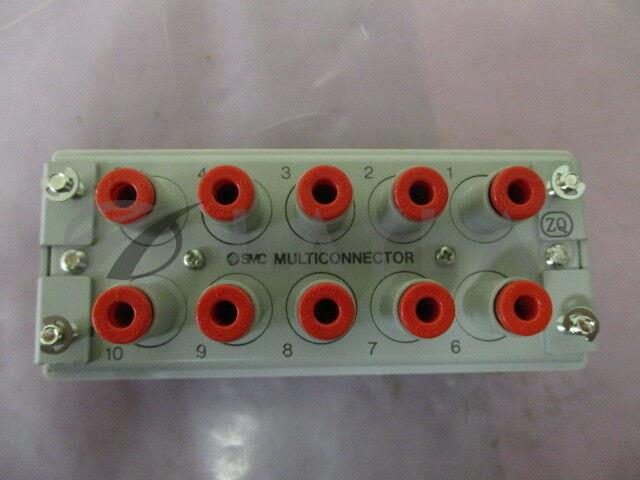 4 3 2 1
ZQ
SMC MULTICONNECTOR
10 9 8 7 6